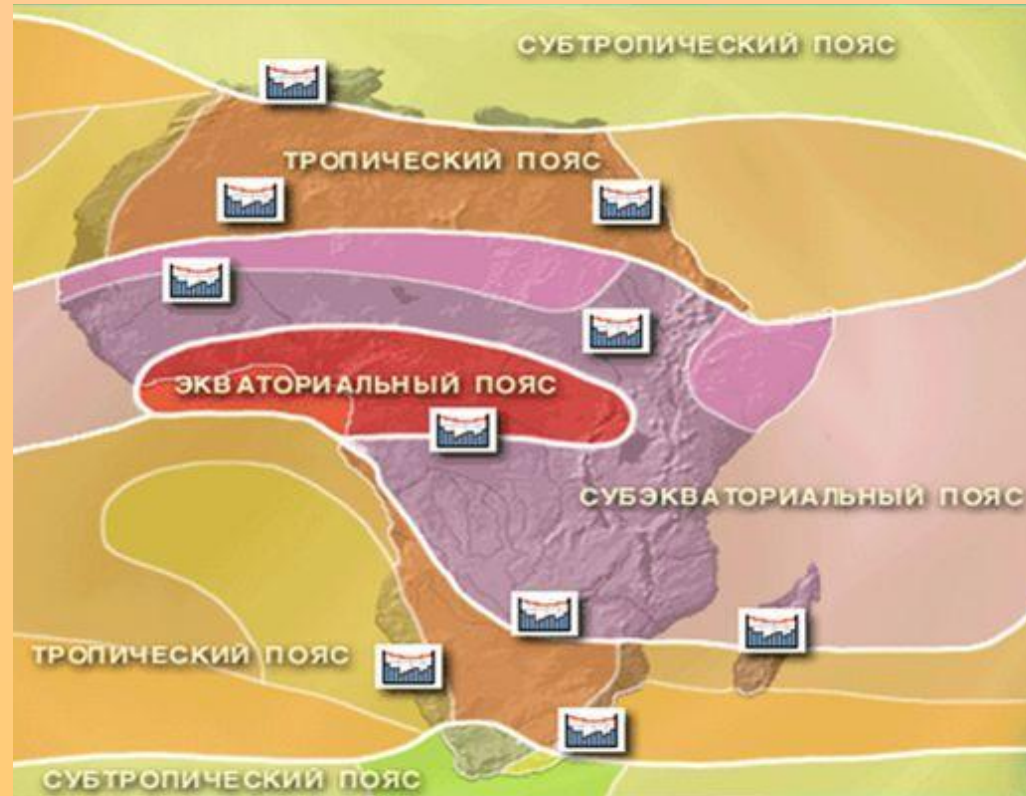 СУБТРОПИЧЕСКИЙ ПОЯС
ТРОПИЧЕСКИЙ ПОЯС
ЭКВАТОРИАЛЬНЫЙ ПОЯС
СУБЭКВАТОРИАЛЬНЫЙ ПОЯС
ТРОПИЧЕСКИЙ ПОЯС
СУБТРОПИЧЕСКИЙ ПОЯС